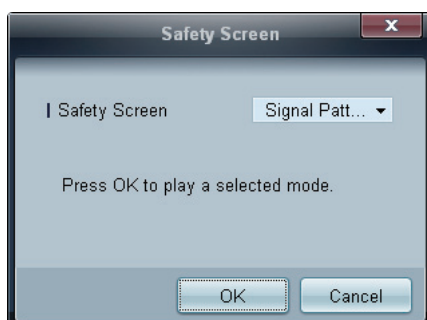 Safety Screen
x
Safety Screen Signal Patt...
Press OK to play a selected mode.
OK Cancel